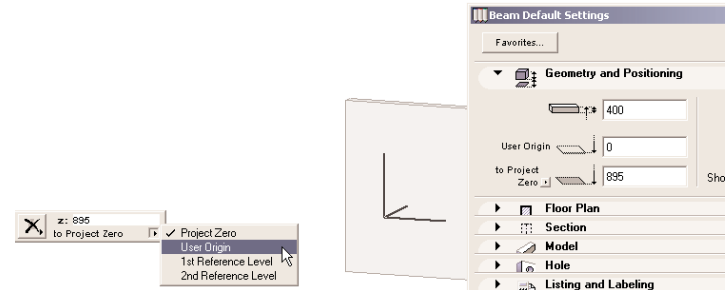 Beam Default Settings
Favorites...
Geometry and Positioning
400
User Origin
0
to Project
Zero
895
Sho
Floor Plan
Section
Model
Hole
Listing and Labeling
z: 895
to Project Zero
Project Zero
User Origin
1st Reference Level
2nd Reference Level